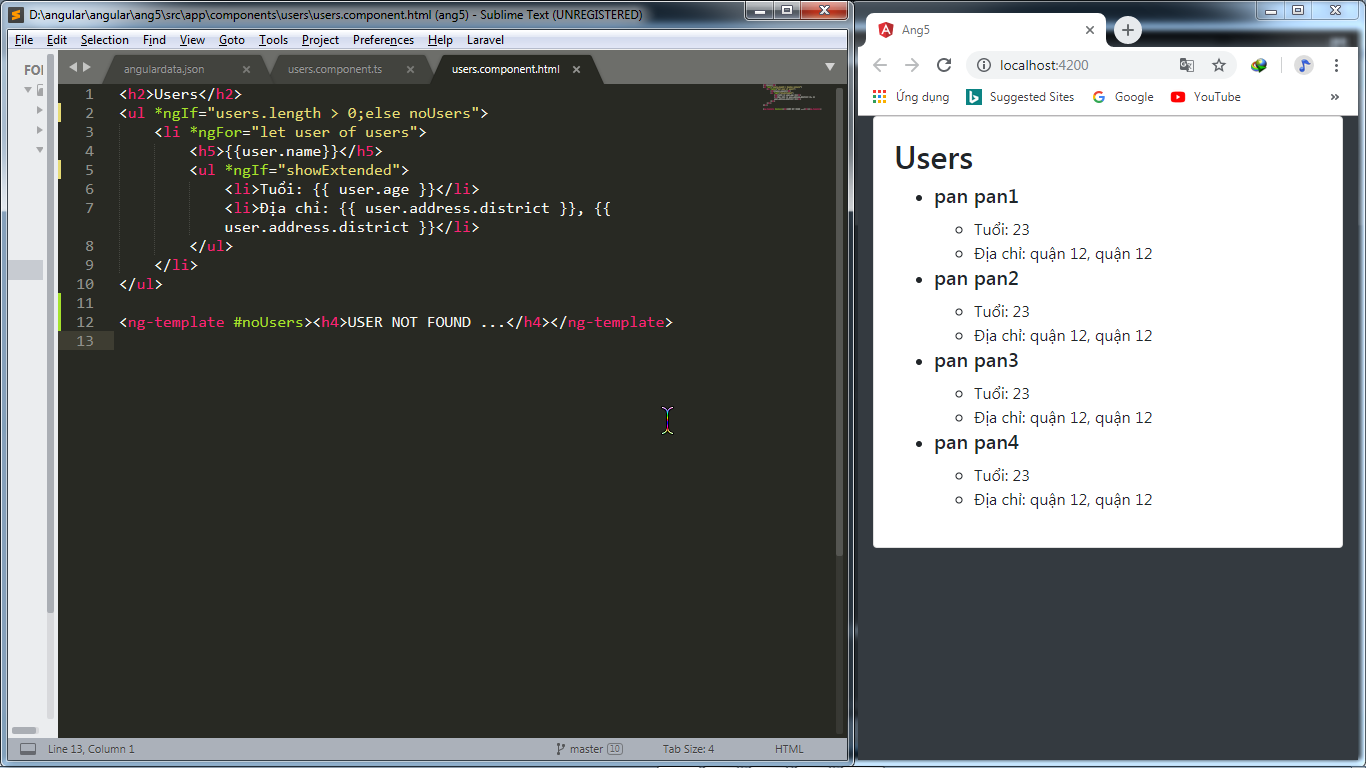 D:\angular\angular\ang5\src\app\components\users\users.component.html (ang5) - Sublime Text (UNREGISTERED)
File Edit Selection Find View Goto Tools Project Preferences Help Laravel
FOI
angulardata.json × users.component.ts × users.component.html ×
1 <h2>Users</h2>
2 <ul *ngIf="users.length > 0;else noUsers">
3 <li *ngFor="let user of users">
4 <h5>{{user.name}}</h5>
5 <ul *ngIf="showExtended">
6 <li>Tuổi: {{ user.age }}</li>
7 <li>Địa chỉ: {{ user.address.district }}, {{
user.address.district }}</li>
8 </ul>
9 </li>
10 </ul>
11
12 <ng-template #noUsers><h4>USER NOT FOUND ...</h4></ng-template>
13
Line 13, Column 1 master 10 Tab Size: 4 HTML
Ang5
localhost:4200
Ứng dụng Suggested Sites Google YouTube »
Users
pan pan1
Tuổi: 23
Địa chỉ: quận 12, quận 12
pan pan2
Tuổi: 23
Địa chỉ: quận 12, quận 12
pan pan3
Tuổi: 23
Địa chỉ: quận 12, quận 12
pan pan4
Tuổi: 23
Địa chỉ: quận 12, quận 12